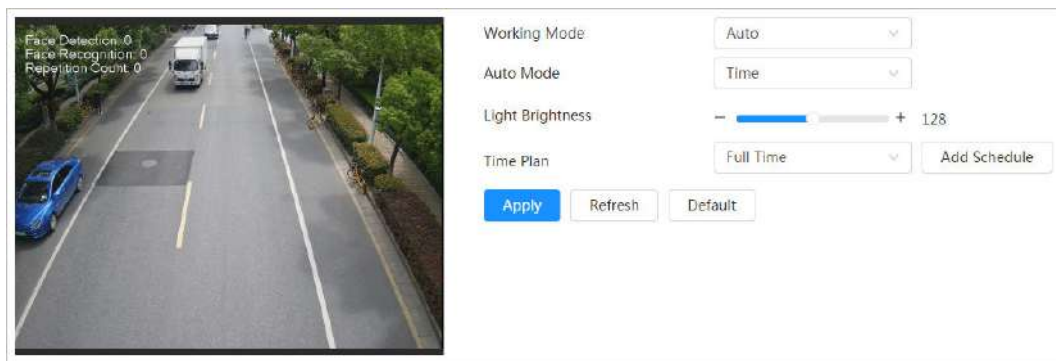 Face Detection: 0
Face Recognition: 0
Repetition Count: 0
Working Mode Auto
Auto Mode Time
Light Brightness − + 128
Time Plan Full Time Add Schedule
Apply Refresh Default